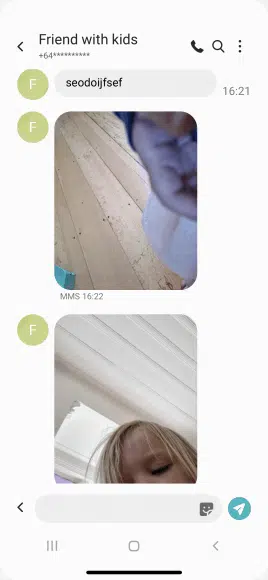 Friend with kids
+64**********
F
seodoijfsef
16:21
F
MMS 16:22
F